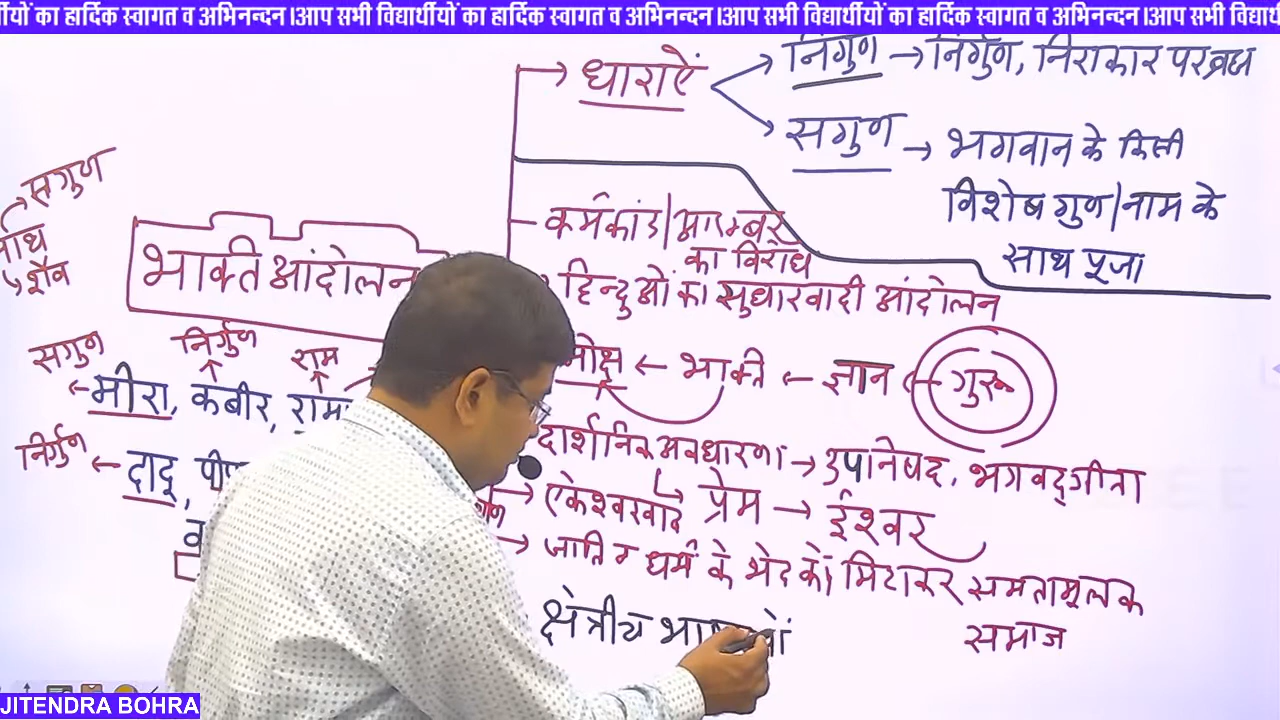 र्थीयों का हार्दिक स्वागत व अभिनन्दन।आप सभी विद्यार्थीयों का हार्दिक स्वागत व अभिनन्दन।आप सभी विद्यार्थीयों का हार्दिक स्वागत व अभिनन्दन।आप सभी विद्यार्थी
→ धाराऐं
→ निर्गुण → निर्गुण, निराकार परब्रह्म
→ सगुण → भगवान के किसी
विशेष गुण/नाम के
साथ पूजा
सगुण
नाथ
शैव
भक्ति आंदोलन
कर्मकांड/आडम्बर
का विरोध
हिन्दुओं का सुधारवादी आंदोलन
मोक्ष ← भक्ति ← ज्ञान ← गुरू
सगुण निर्गुण राम
← मीरा, कबीर, रामा
निर्गुण ← दादू, पीपा
दार्शनिक अवधारणा → उपनिषद, भगवद्गीता
→ एकेश्वरवाद → प्रेम → ईश्वर
→ जाति व धर्म के भेद को मिटाकर समतामूलक
समाज
क्षेत्रीय भाषाओं
JITENDRA BOHRA